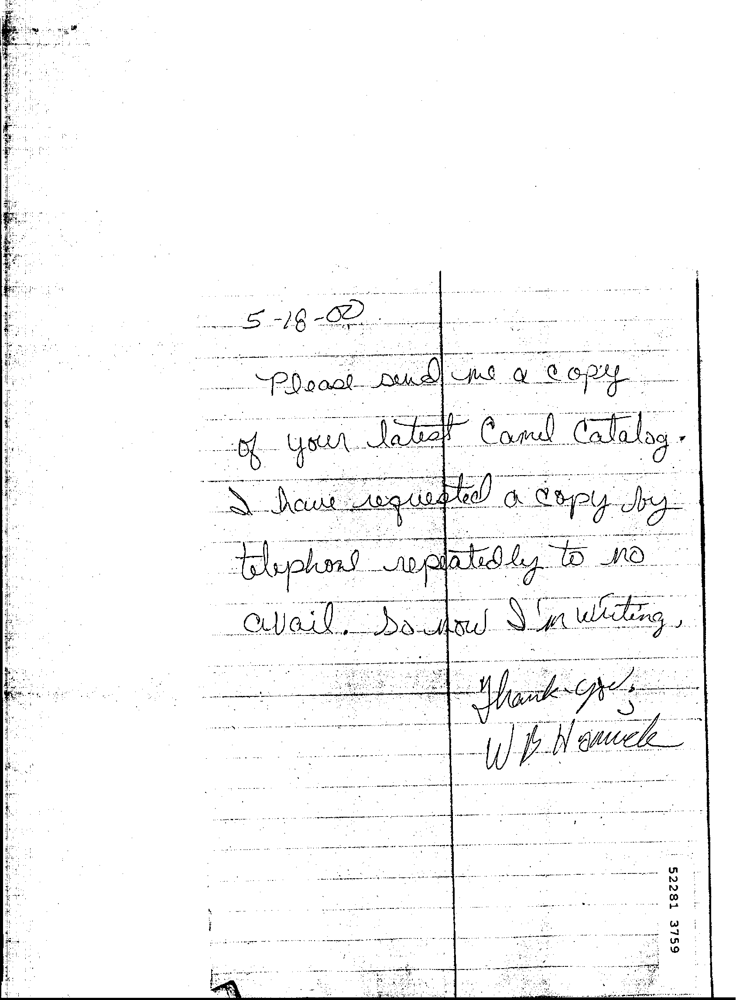 5-18-00
Please send me a copy
of your latest Camel Catalog.
I have requested a copy by
telephone repeatedly to no
avail. So now I'm writing.
Thank-you,
W B
52281 3759